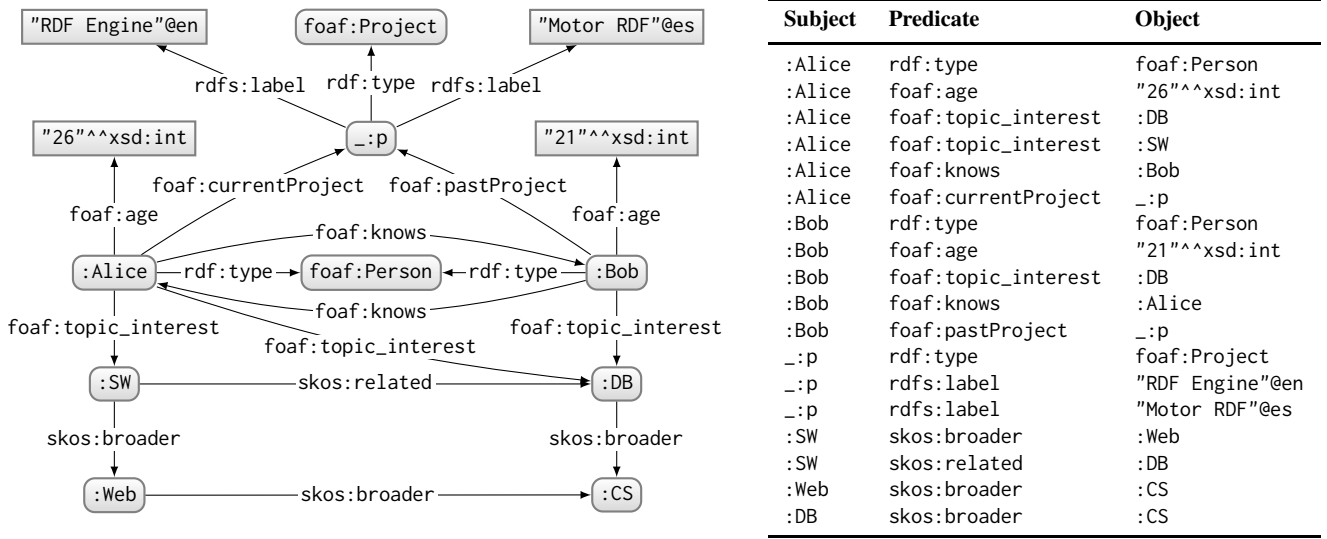 "RDF Engine"@en
foaf:Project
"Motor RDF"@es
rdfs:label
rdf:type
rdfs:label
"26"^^xsd:int
_:p
"21"^^xsd:int
foaf:currentProject
foaf:pastProject
foaf:age
foaf:age
foaf:knows
:Alice
rdf:type
foaf:Person
rdf:type
:Bob
foaf:knows
foaf:topic_interest
foaf:topic_interest
foaf:topic_interest
:SW
skos:related
:DB
skos:broader
skos:broader
:Web
skos:broader
:CS
Subject Predicate Object
:Alice rdf:type foaf:Person
:Alice foaf:age "26"^^xsd:int
:Alice foaf:topic_interest :DB
:Alice foaf:topic_interest :SW
:Alice foaf:knows :Bob
:Alice foaf:currentProject _:p
:Bob rdf:type foaf:Person
:Bob foaf:age "21"^^xsd:int
:Bob foaf:topic_interest :DB
:Bob foaf:knows :Alice
:Bob foaf:pastProject _:p
_:p rdf:type foaf:Project
_:p rdfs:label "RDF Engine"@en
_:p rdfs:label "Motor RDF"@es
:SW skos:broader :Web
:SW skos:related :DB
:Web skos:broader :CS
:DB skos:broader :CS